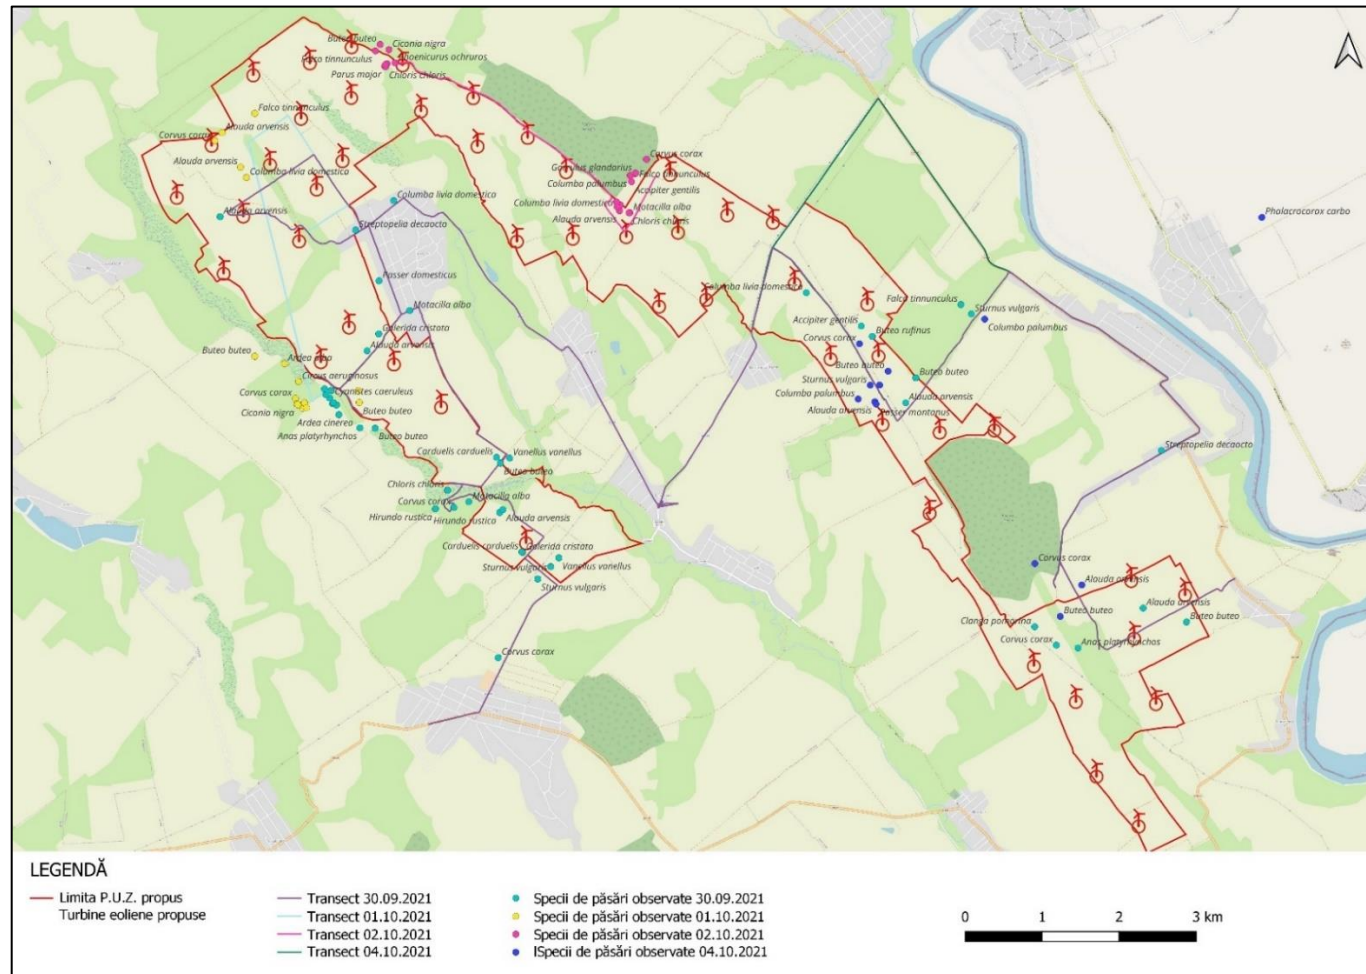 Buteo buteo
Ciconia nigra
Falco tinnunculus
Phoenicurus ochruros
Parus major
Chloris chloris
Falco tinnunculus
Corvus corax
Alauda arvensis
Alauda arvensis
Columba livia domestica
Corvus corax
Garrulus glandarius
Falco tinnunculus
Columba palumbus
Accipiter gentilis
Columba livia domestica
Motacilla alba
Alauda arvensis
Chloris chloris
Columba livia domestica
Alauda arvensis
Streptopelia decaocto
Phalacrocorax carbo
Passer domesticus
Columba livia domestica
Motacilla alba
Falco tinnunculus
Sturnus vulgaris
Accipiter gentilis
Columba palumbus
Galerida cristata
Buteo rufinus
Alauda arvensis
Corvus corax
Buteo buteo
Ardea alba
Buteo buteo
Circus aeruginosus
Buteo buteo
Sturnus vulgaris
Cyanistes caeruleus
Corvus corax
Columba palumbus
Alauda arvensis
Ciconia nigra
Buteo buteo
Alauda arvensis
Passer montanus
Ardea cinerea
Anas platyrhynchos
Buteo buteo
Streptopelia decaocto
Carduelis carduelis
Vanellus vanellus
Buteo buteo
Chloris chloris
Corvus corax
Motacilla alba
Hirundo rustica
Hirundo rustica
Alauda arvensis
Carduelis carduelis
Galerida cristata
Corvus corax
Sturnus vulgaris
Vanellus vanellus
Sturnus vulgaris
Alauda arvensis
Alauda arvensis
Buteo buteo
Buteo buteo
Clanga pomarina
Corvus corax
Anas platyrhynchos
Corvus corax
LEGENDĂ
Limita P.U.Z. propus
Turbine eoliene propuse
Transect 30.09.2021
Transect 01.10.2021
Transect 02.10.2021
Transect 04.10.2021
Specii de păsări observate 30.09.2021
Specii de păsări observate 01.10.2021
Specii de păsări observate 02.10.2021
ISpecii de păsări observate 04.10.2021
0 1 2 3 km